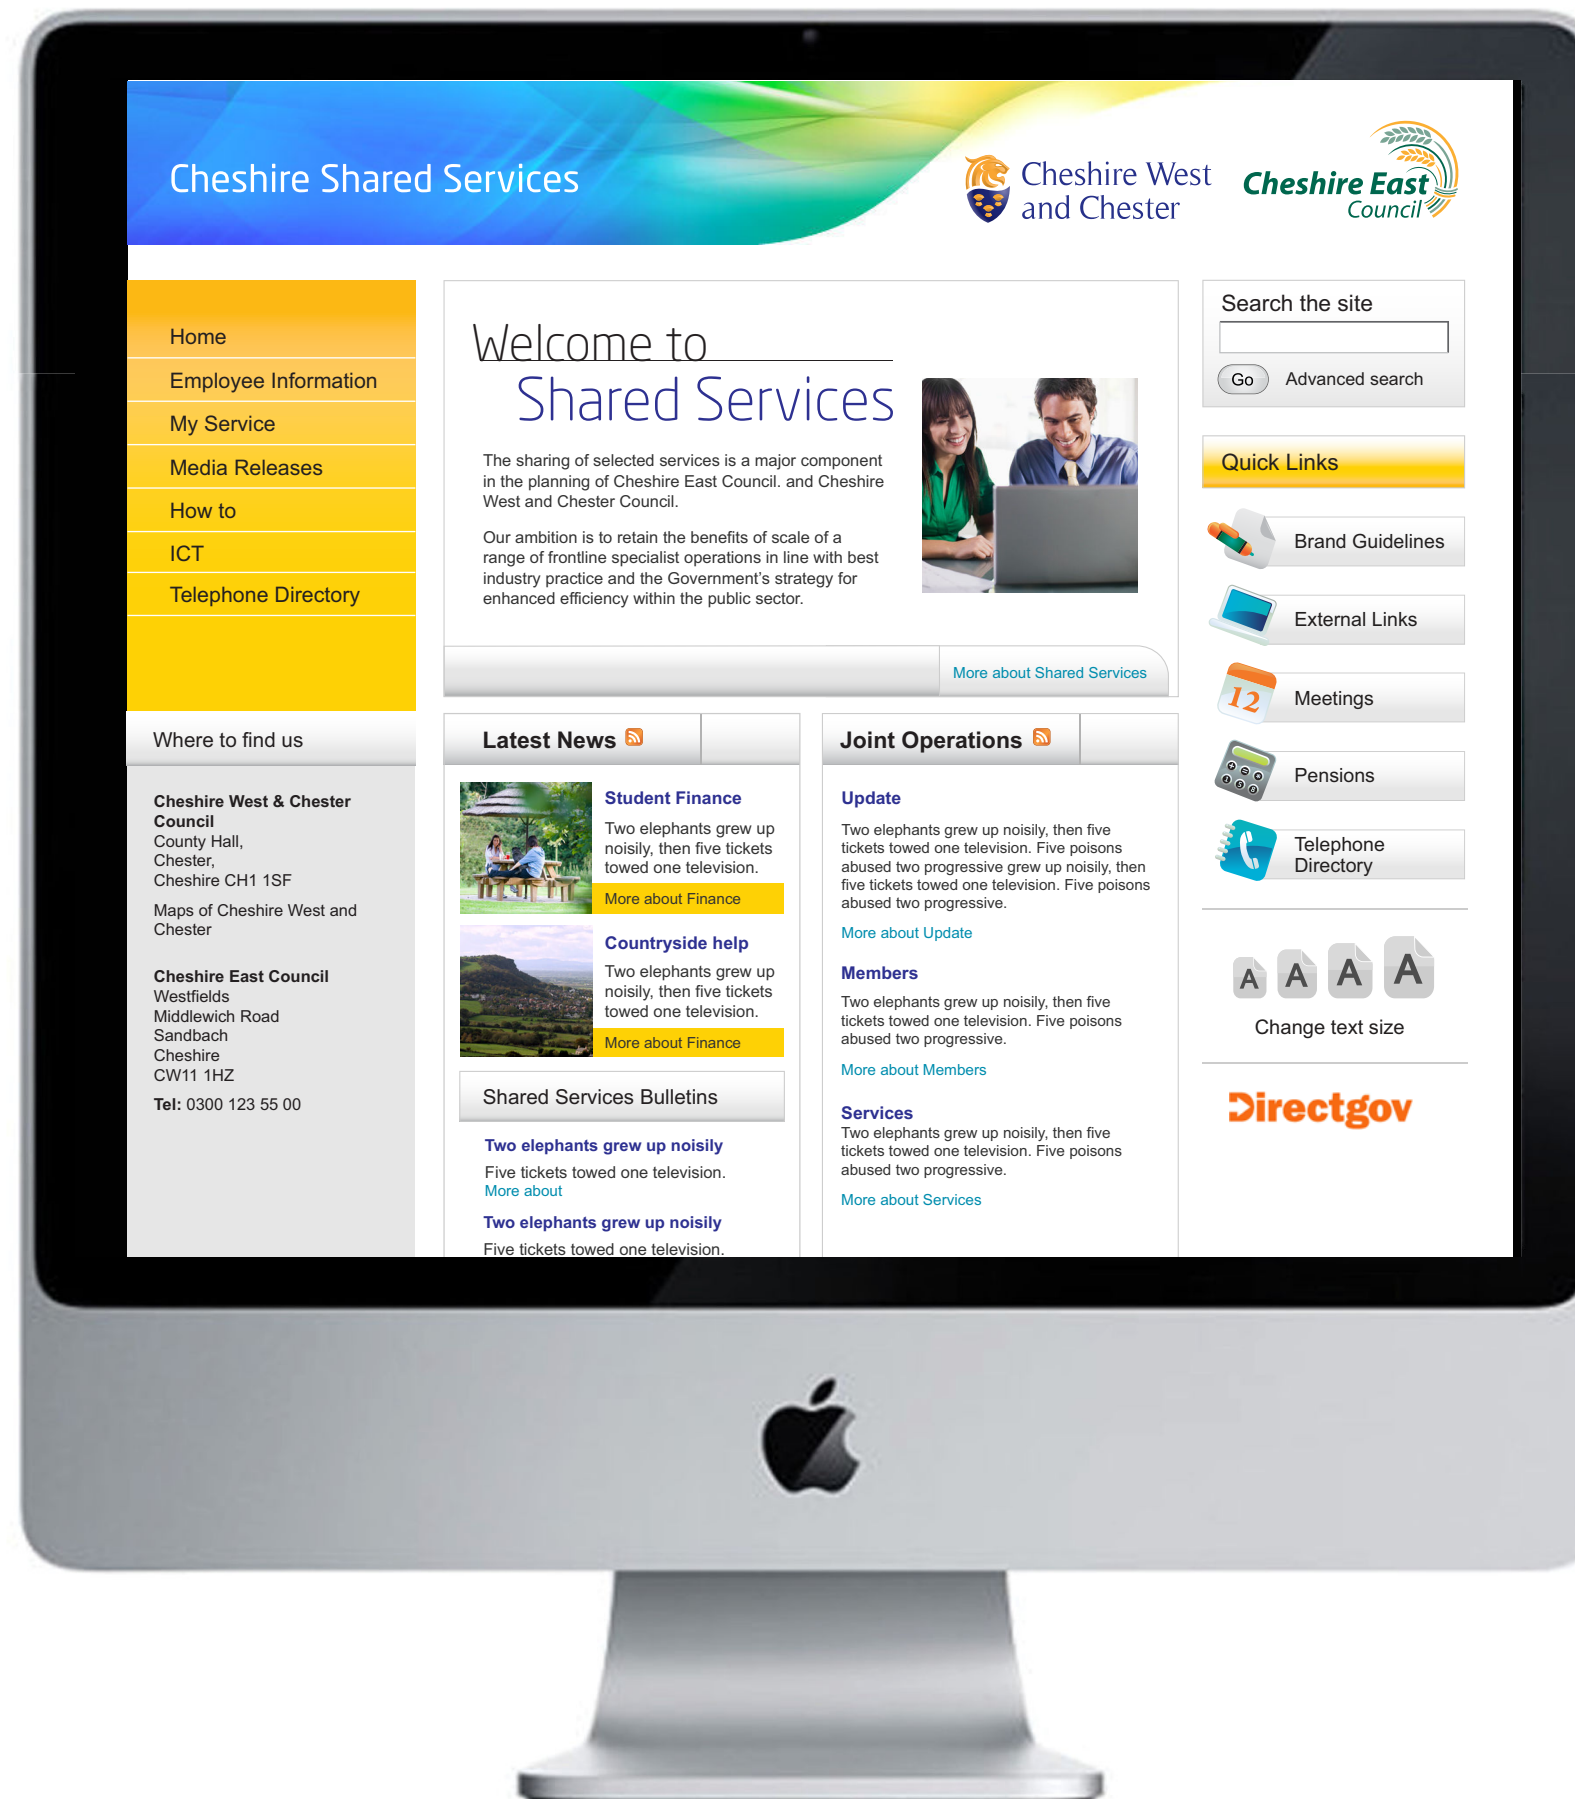 Cheshire Shared Services
Cheshire West
and Chester
Cheshire East
Council
Home
Employee Information
My Service
Media Releases
How to
ICT
Telephone Directory
Where to find us
Cheshire West & Chester
Council
County Hall,
Chester,
Cheshire CH1 1SF
Maps of Cheshire West and
Chester
Cheshire East Council
Westfields
Middlewich Road
Sandbach
Cheshire
CW11 1HZ
Tel: 0300 123 55 00
Welcome to
Shared Services
The sharing of selected services is a major component
in the planning of Cheshire East Council. and Cheshire
West and Chester Council.
Our ambition is to retain the benefits of scale of a
range of frontline specialist operations in line with best
industry practice and the Government's strategy for
enhanced efficiency within the public sector.
More about Shared Services
Latest News
Student Finance
Two elephants grew up
noisily, then five tickets
towed one television.
More about Finance
Countryside help
Two elephants grew up
noisily, then five tickets
towed one television.
More about Finance
Shared Services Bulletins
Two elephants grew up noisily
Five tickets towed one television.
More about
Two elephants grew up noisily
Five tickets towed one television.
Joint Operations
Update
Two elephants grew up noisily, then five
tickets towed one television. Five poisons
abused two progressive grew up noisily, then
five tickets towed one television. Five poisons
abused two progressive.
More about Update
Members
Two elephants grew up noisily, then five
tickets towed one television. Five poisons
abused two progressive.
More about Members
Services
Two elephants grew up noisily, then five
tickets towed one television. Five poisons
abused two progressive.
More about Services
Search the site
Go Advanced search
Quick Links
Brand Guidelines
External Links
12
Meetings
Pensions
Telephone
Directory
A A A A
Change text size
Directgov